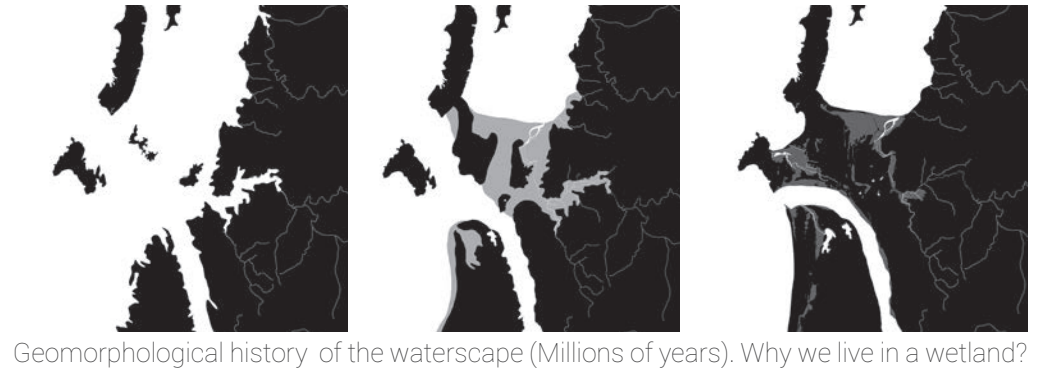 Geomorphological history of the waterscape (Millions of years). Why we live in a wetland?